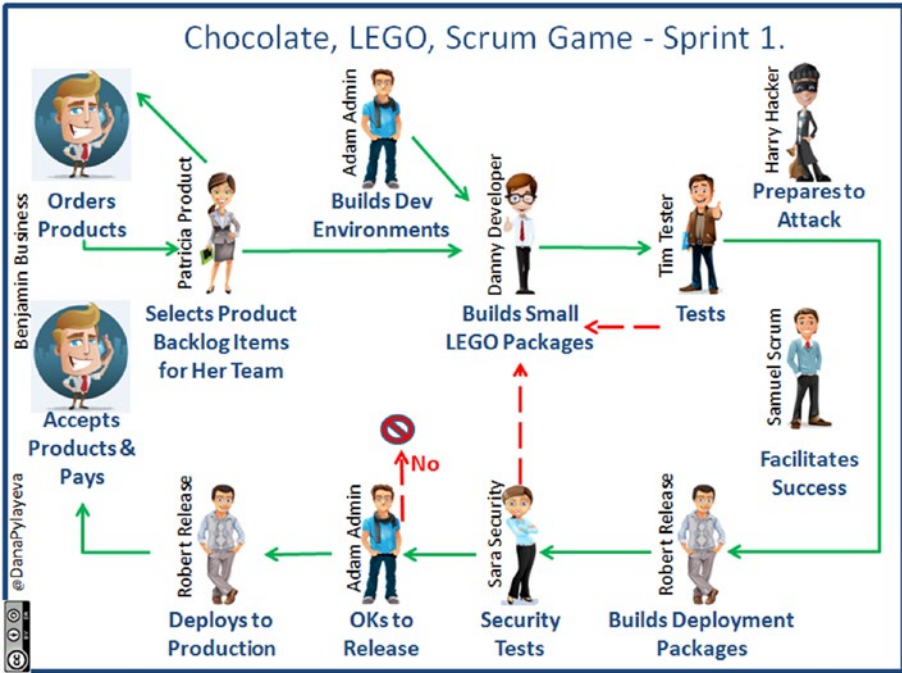 Chocolate, LEGO, Scrum Game - Sprint 1.
Benjamin Business
Orders
Products
Patricia Product
Selects Product
Backlog Items
for Her Team
Adam Admin
Builds Dev
Environments
Danny Developer
Builds Small
LEGO Packages
Tim Tester
Tests
Harry Hacker
Prepares to
Attack
Samuel Scrum
Facilitates
Success
Robert Release
Builds Deployment
Packages
Sara Security
Security
Tests
No
Adam Admin
OKs to
Release
Robert Release
Deploys to
Production
Accepts
Products &
Pays
@DanaPylayeva